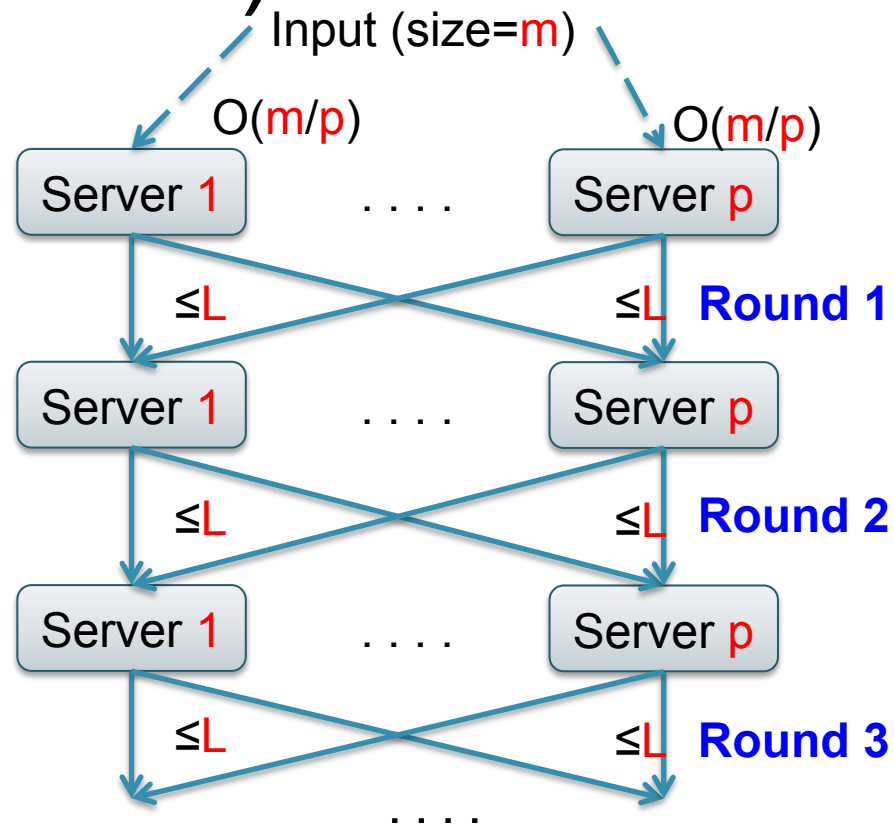 Input (size=m)
O(m/p) O(m/p)
Server 1 . . . . Server p
≤L ≤L Round 1
Server 1 . . . . Server p
≤L ≤L Round 2
Server 1 . . . . Server p
≤L ≤L Round 3
. . . .